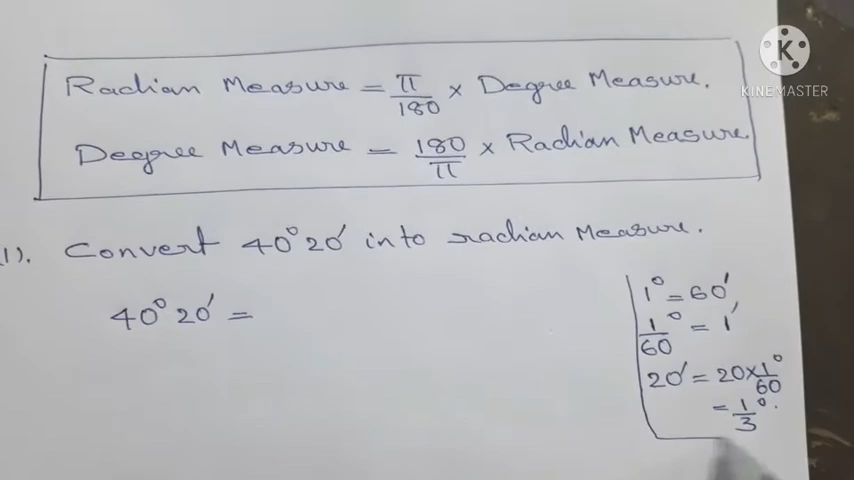 Radian Measure = π/180 × Degree Measure.
Degree Measure = 180/π × Radian Measure.
K
KINEMASTER
1). Convert 40° 20′ into radian Measure.
40° 20′ =
1° = 60′,
1/60° = 1′
20′ = 20×1/60°
= 1/3°.